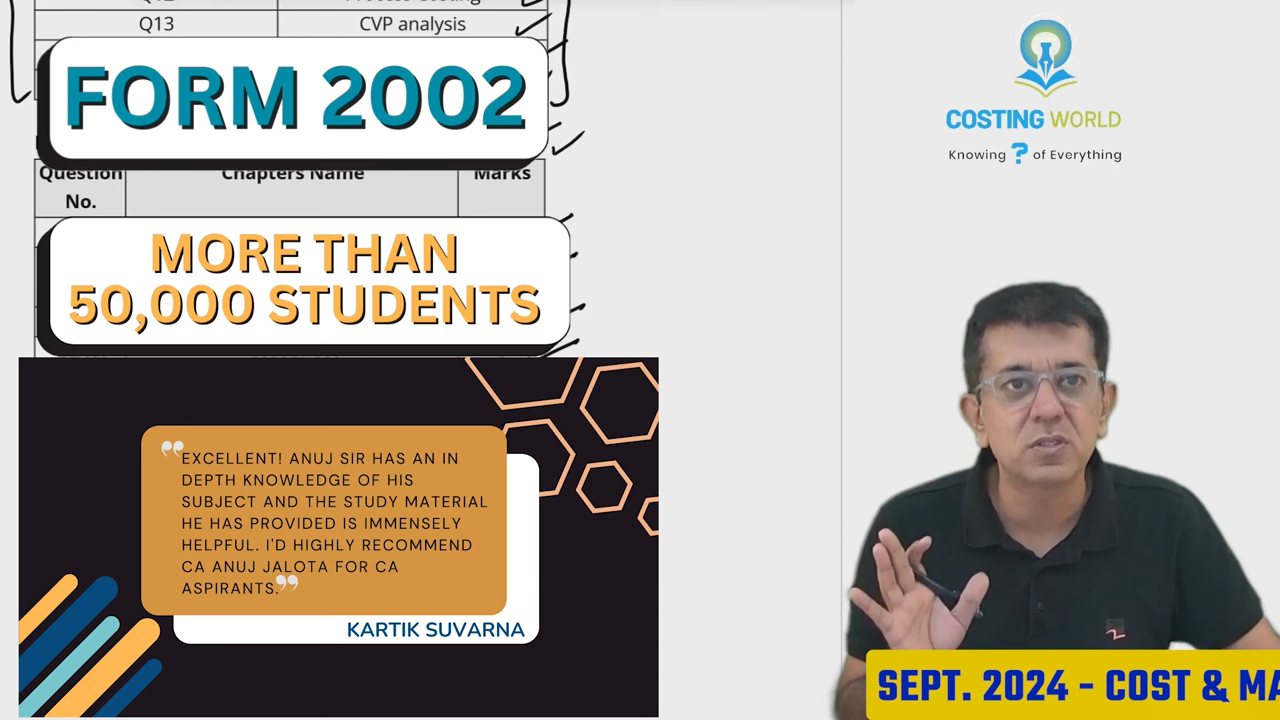 Q13 CVP analysis
FORM 2002
Question Chapters Name Marks
No.
MORE THAN
50,000 STUDENTS
EXCELLENT! ANUJ SIR HAS AN IN
DEPTH KNOWLEDGE OF HIS
SUBJECT AND THE STUDY MATERIAL
HE HAS PROVIDED IS IMMENSELY
HELPFUL. I'D HIGHLY RECOMMEND
CA ANUJ JALOTA FOR CA
ASPIRANTS.
KARTIK SUVARNA
COSTING WORLD
Knowing ? of Everything
SEPT. 2024 - COST & MA